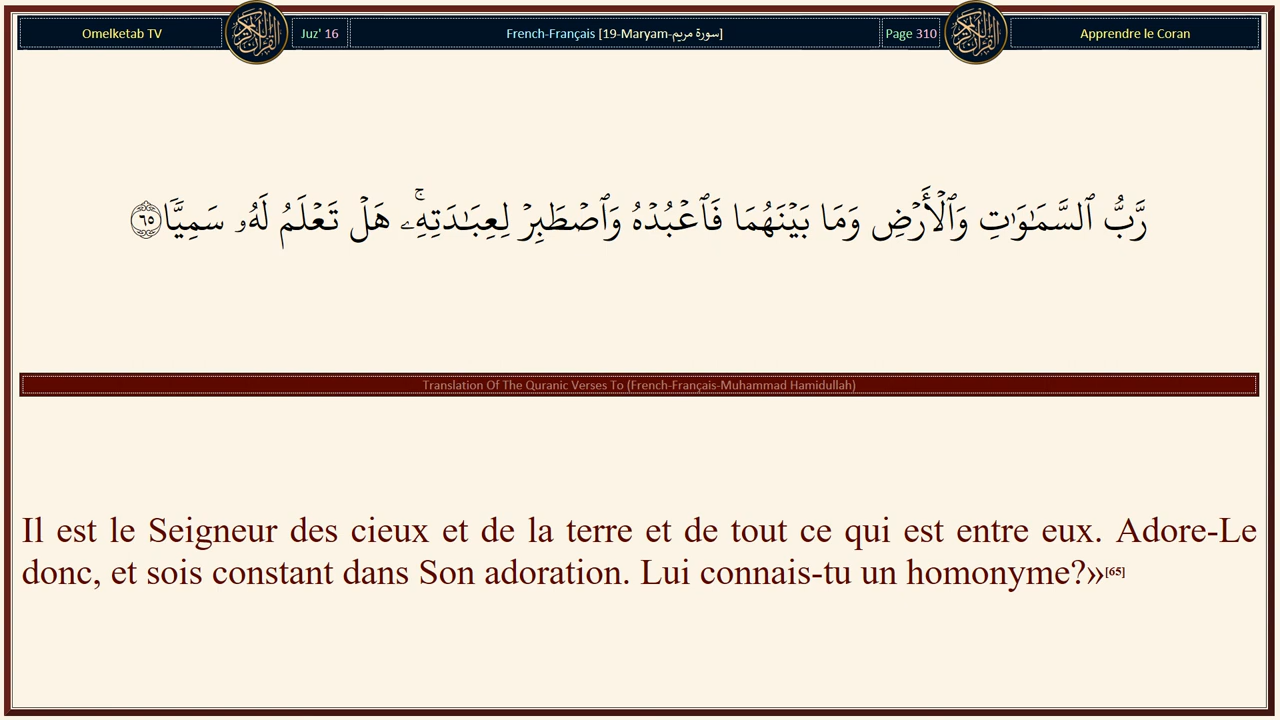 Omelketab TV
Juz' 16
French-Français [19-Maryam-سورة مريم]
Page 310
Apprendre le Coran
رَّبُّ ٱلسَّمَـٰوَٰتِ وَٱلْأَرْضِ وَمَا بَيْنَهُمَا فَٱعْبُدْهُ وَٱصْطَبِرْ لِعِبَـٰدَتِهِۦۚ هَلْ تَعْلَمُ لَهُۥ سَمِيًّۭا ٦٥
Translation Of The Quranic Verses To (French-Français-Muhammad Hamidullah)
Il est le Seigneur des cieux et de la terre et de tout ce qui est entre eux. Adore-Le
donc, et sois constant dans Son adoration. Lui connais-tu un homonyme?»[65]